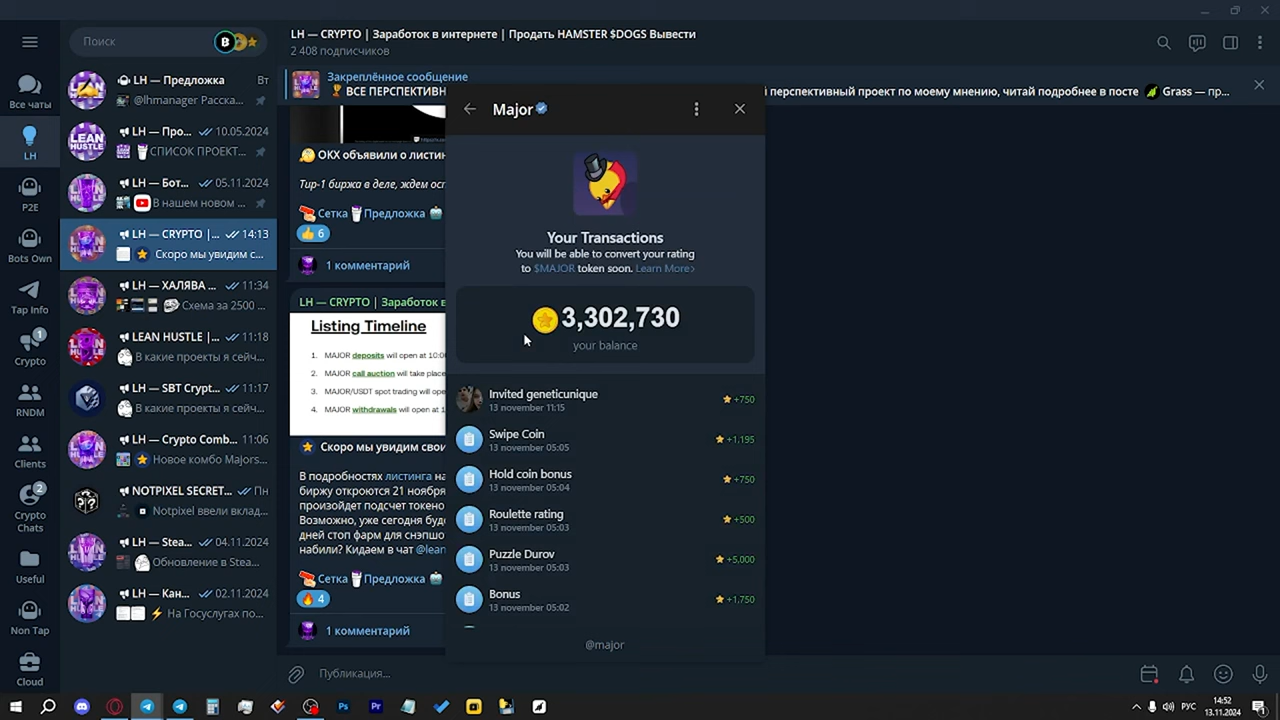 Поиск
Все чаты
LH
P2E
Bots Own
Tap Info
Crypto
1
RNDM
Clients
Crypto
Chats
2
Useful
Non Tap
Cloud
LH — Предложка
Вт
@lhmanager Расска...
LH — Про...
10.05.2024
СПИСОК ПРОЕКТ...
LH — Бот...
05.11.2024
В нашем новом ...
LH — CRYPTO |...
14:13
Скоро мы увидим с...
LH — ХАЛЯВА ...
11:34
Схема за 2500 ...
LEAN HUSTLE |...
11:18
В какие проекты я сейч...
LH — SBT Crypt...
11:17
В какие проекты я сейч...
LH — Crypto Comb...
11:06
Новое комбо Majors...
NOTPIXEL SECRET...
Пн
Notpixel ввели вклад...
LH — Stea...
04.11.2024
Обновление в Stea...
LH — Кан...
02.11.2024
На Госуслугах по...
LH — CRYPTO | Заработок в интернете | Продать HAMSTER $DOGS Вывести
2 408 подписчиков
Закреплённое сообщение
ВСЕ ПЕРСПЕКТИВН
й перспективный проект по моему мнению, читай подробнее в посте
Grass — пр...
ОКХ объявили о листин
Тир-1 биржа в деле, ждем ос
Сетка
Предложка
6
1 комментарий
LH — CRYPTO | Заработок в
Listing Timeline
1. MAJOR deposits will open at 10:0
2. MAJOR call auction will take place
3. MAJOR/USDT spot trading will ope
4. MAJOR withdrawals will open at 1
Скоро мы увидим свои
В подробностях листинга на
биржу откроются 21 ноября
произойдет подсчет токено
Возможно, уже сегодня буд
дней стоп фарм для снэпшо
набили? Кидаем в чат @lean
Сетка
Предложка
4
1 комментарий
Публикация...
Major
Your Transactions
You will be able to convert your rating
to $MAJOR token soon. Learn More>
3,302,730
your balance
Invited geneticunique
13 november 11:15
+750
Swipe Coin
13 november 05:05
+1,195
Hold coin bonus
13 november 05:04
+750
Roulette rating
13 november 05:03
+500
Puzzle Durov
13 november 05:03
+5,000
Bonus
13 november 05:02
+1,750
@major
РУС
14:52
13.11.2024